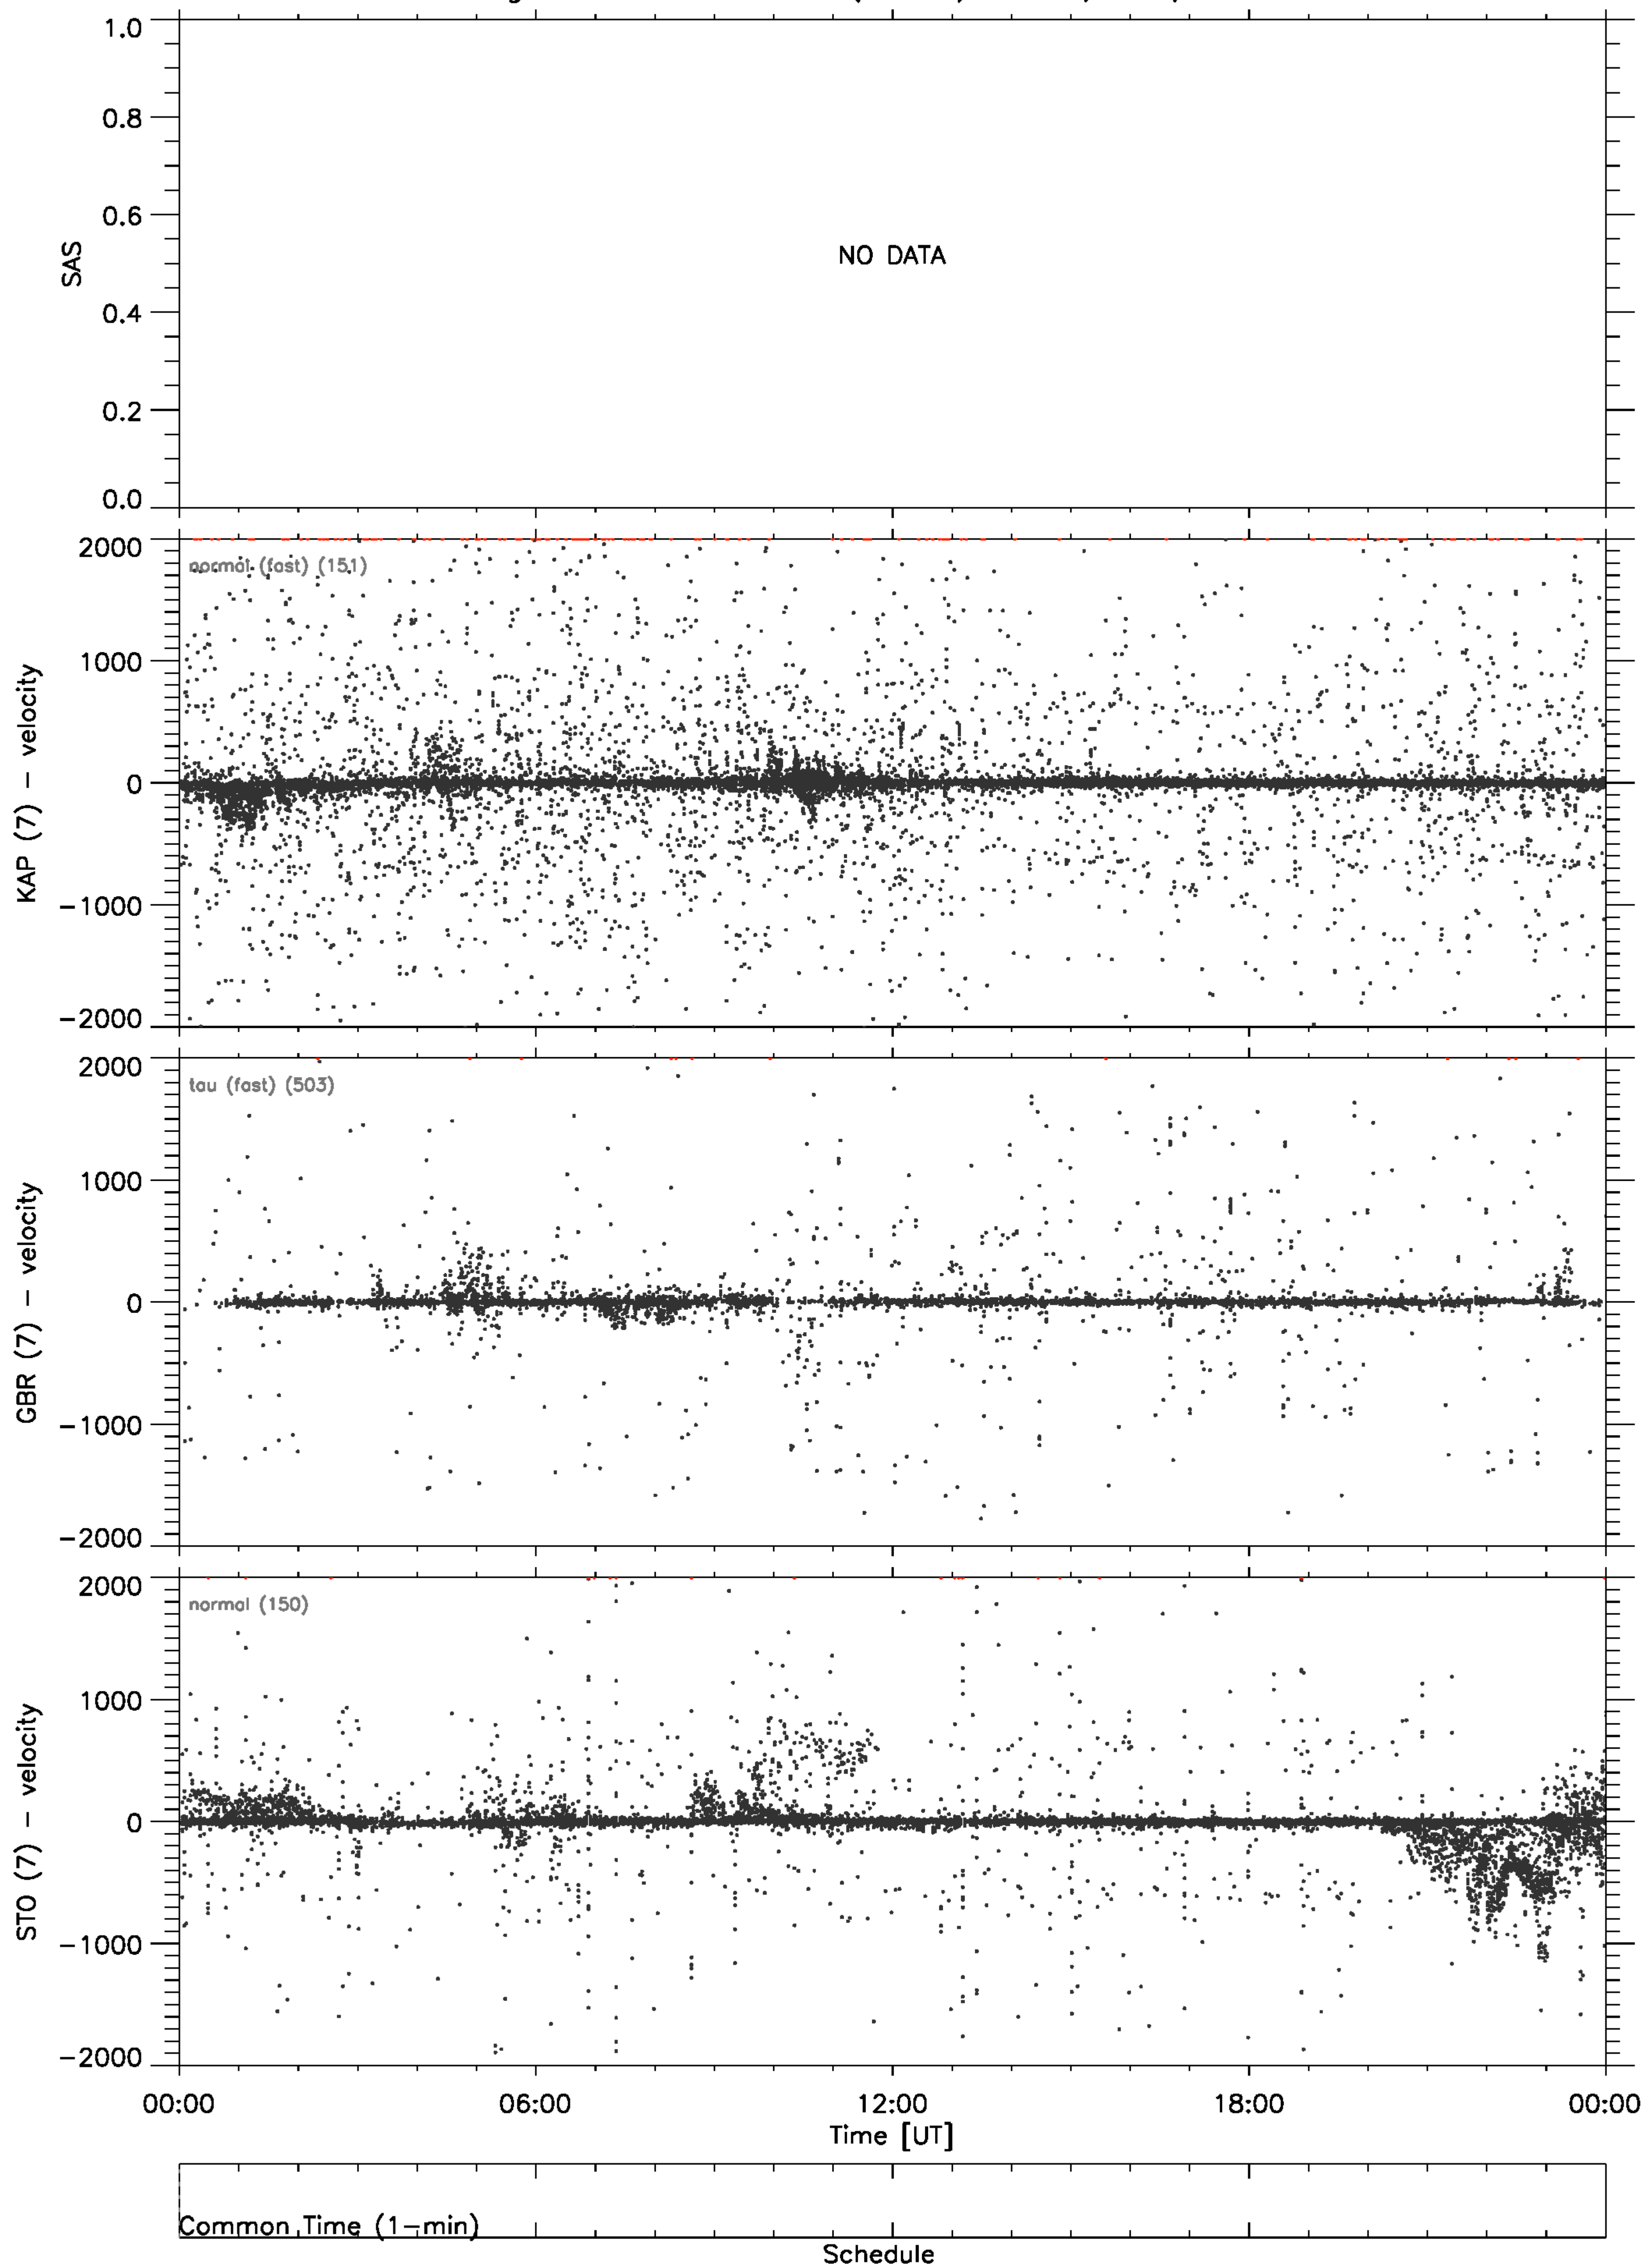 1.0
0.8
0.6
0.4
0.2
0.0
SAS
NO DATA
2000
1000
0
−1000
−2000
KAP (7) − velocity
normal (fast) (151)
2000
1000
0
−1000
−2000
GBR (7) − velocity
tau (fast) (503)
2000
1000
0
−1000
−2000
STO (7) − velocity
normal (150)
00:00 06:00 12:00 18:00 00:00
Time [UT]
Common Time (1−min)
Schedule